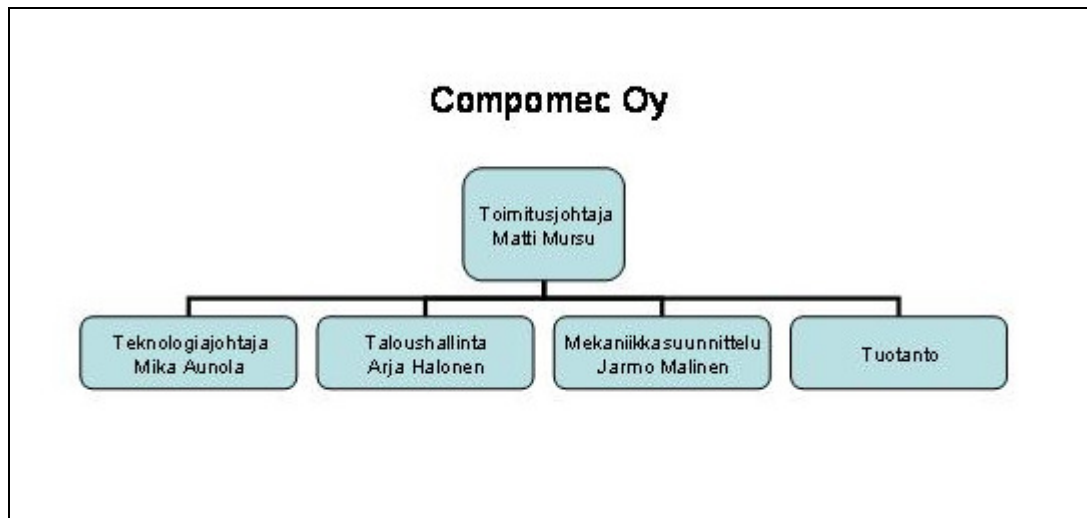 Compomec Oy
Toimitusjohtaja
Matti Mursu
Teknologiajohtaja
Mika Aunola
Taloushallinta
Arja Halonen
Mekaniikkasuunnittelu
Jarmo Malinen
Tuotanto